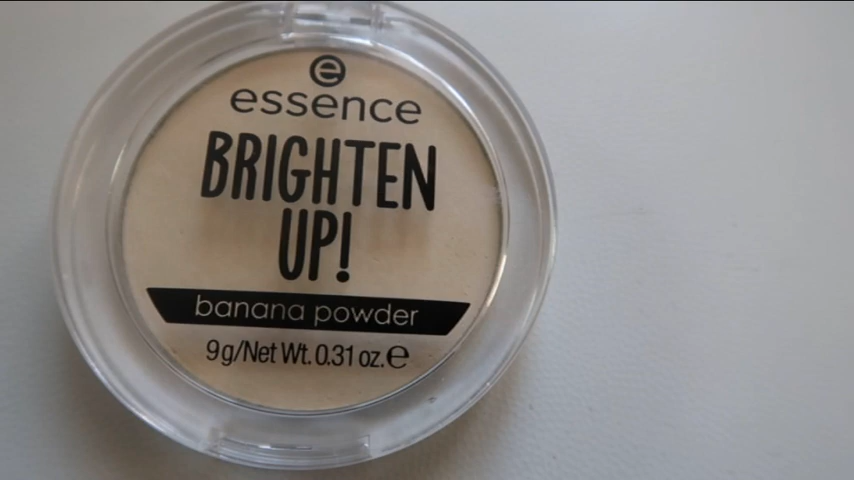 e
essence
BRIGHTEN
UP!
banana powder
9g/Net Wt. 0.31 oz.℮